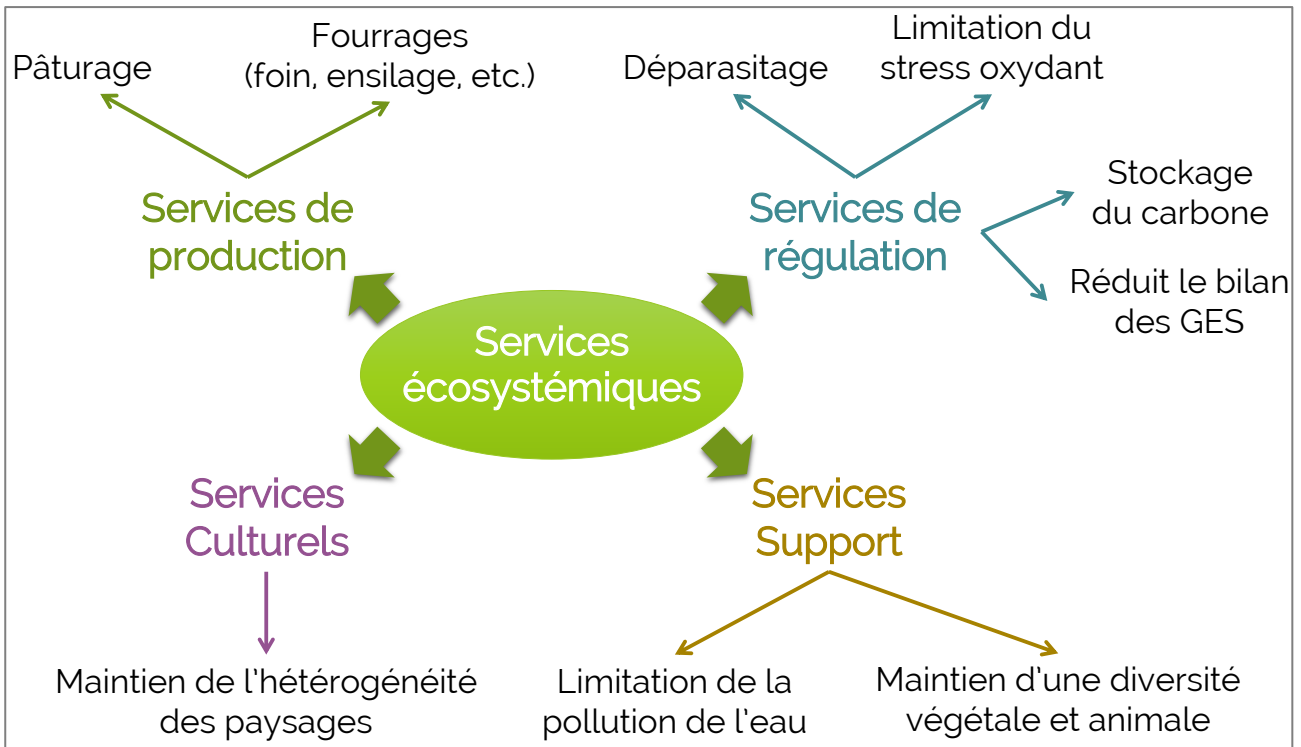 Pâturage
Fourrages
(foin, ensilage, etc.)
Services de
production
Déparasitage
Limitation du
stress oxydant
Services de
régulation
Stockage
du carbone
Réduit le bilan
des GES
Services
écosystémiques
Services
Culturels
Maintien de l'hétérogénéité
des paysages
Services
Support
Limitation de la
pollution de l'eau
Maintien d'une diversité
végétale et animale